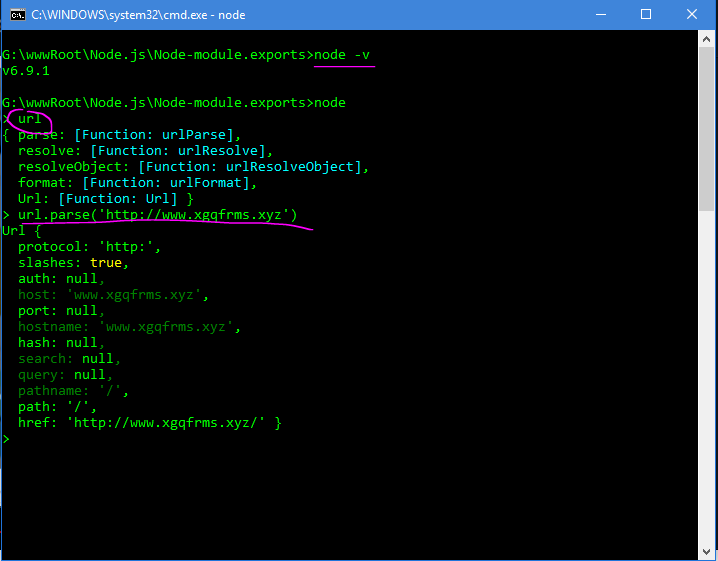 C:\WINDOWS\system32\cmd.exe - node
G:\wwwRoot\Node.js\Node-module.exports>node -v
v6.9.1
G:\wwwRoot\Node.js\Node-module.exports>node
> url
{ parse: [Function: urlParse],
  resolve: [Function: urlResolve],
  resolveObject: [Function: urlResolveObject],
  format: [Function: urlFormat],
  Url: [Function: Url] }
> url.parse('http://www.xgqfrms.xyz')
Url {
  protocol: 'http:',
  slashes: true,
  auth: null,
  host: 'www.xgqfrms.xyz',
  port: null,
  hostname: 'www.xgqfrms.xyz',
  hash: null,
  search: null,
  query: null,
  pathname: '/',
  path: '/',
  href: 'http://www.xgqfrms.xyz/' }
>